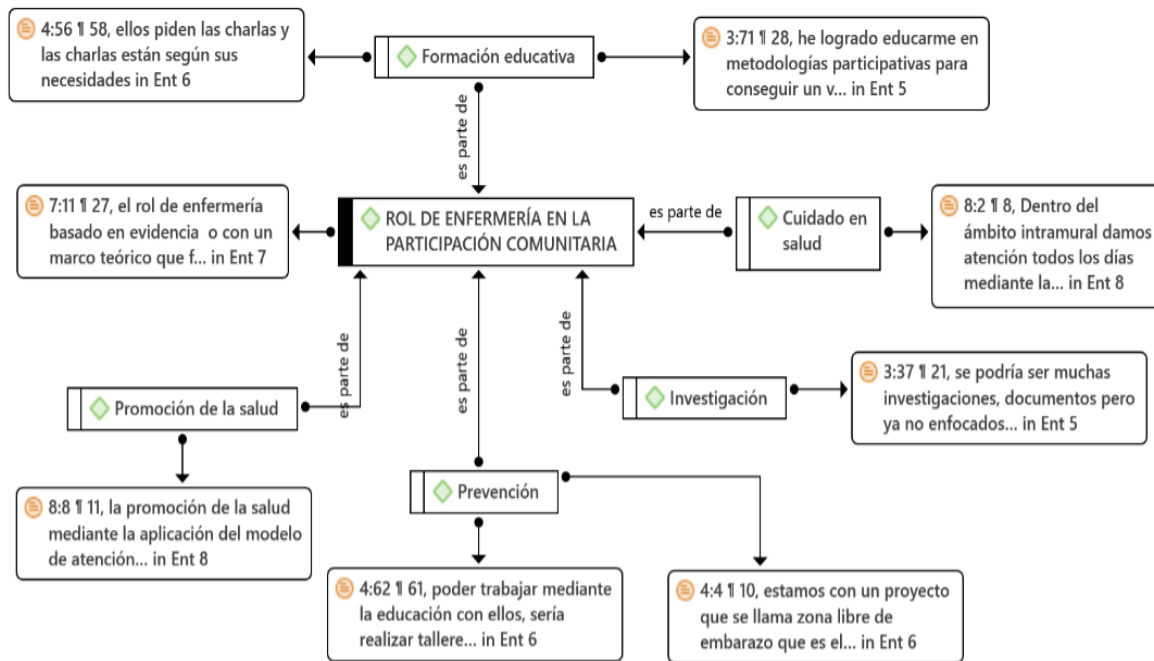 4:56 ¶ 58, ellos piden las charlas y
las charlas están según sus
necesidades in Ent 6
Formación educativa
3:71 ¶ 28, he logrado educarme en
metodologías participativas para
conseguir un v... in Ent 5
es parte de
7:11 ¶ 27, el rol de enfermería
basado en evidencia o con un
marco teórico que f... in Ent 7
ROL DE ENFERMERÍA EN LA
PARTICIPACIÓN COMUNITARIA
es parte de
Cuidado en
salud
8:2 ¶ 8, Dentro del
ámbito intramural damos
atención todos los días
mediante la... in Ent 8
es parte de
es parte de
es parte de
Promoción de la salud
Investigación
3:37 ¶ 21, se podría ser muchas
investigaciones, documentos pero
ya no enfocados... in Ent 5
8:8 ¶ 11, la promoción de la salud
mediante la aplicación del modelo
de atención... in Ent 8
Prevención
4:62 ¶ 61, poder trabajar mediante
la educación con ellos, sería
realizar tallere... in Ent 6
4:4 ¶ 10, estamos con un proyecto
que se llama zona libre de
embarazo que es el... in Ent 6